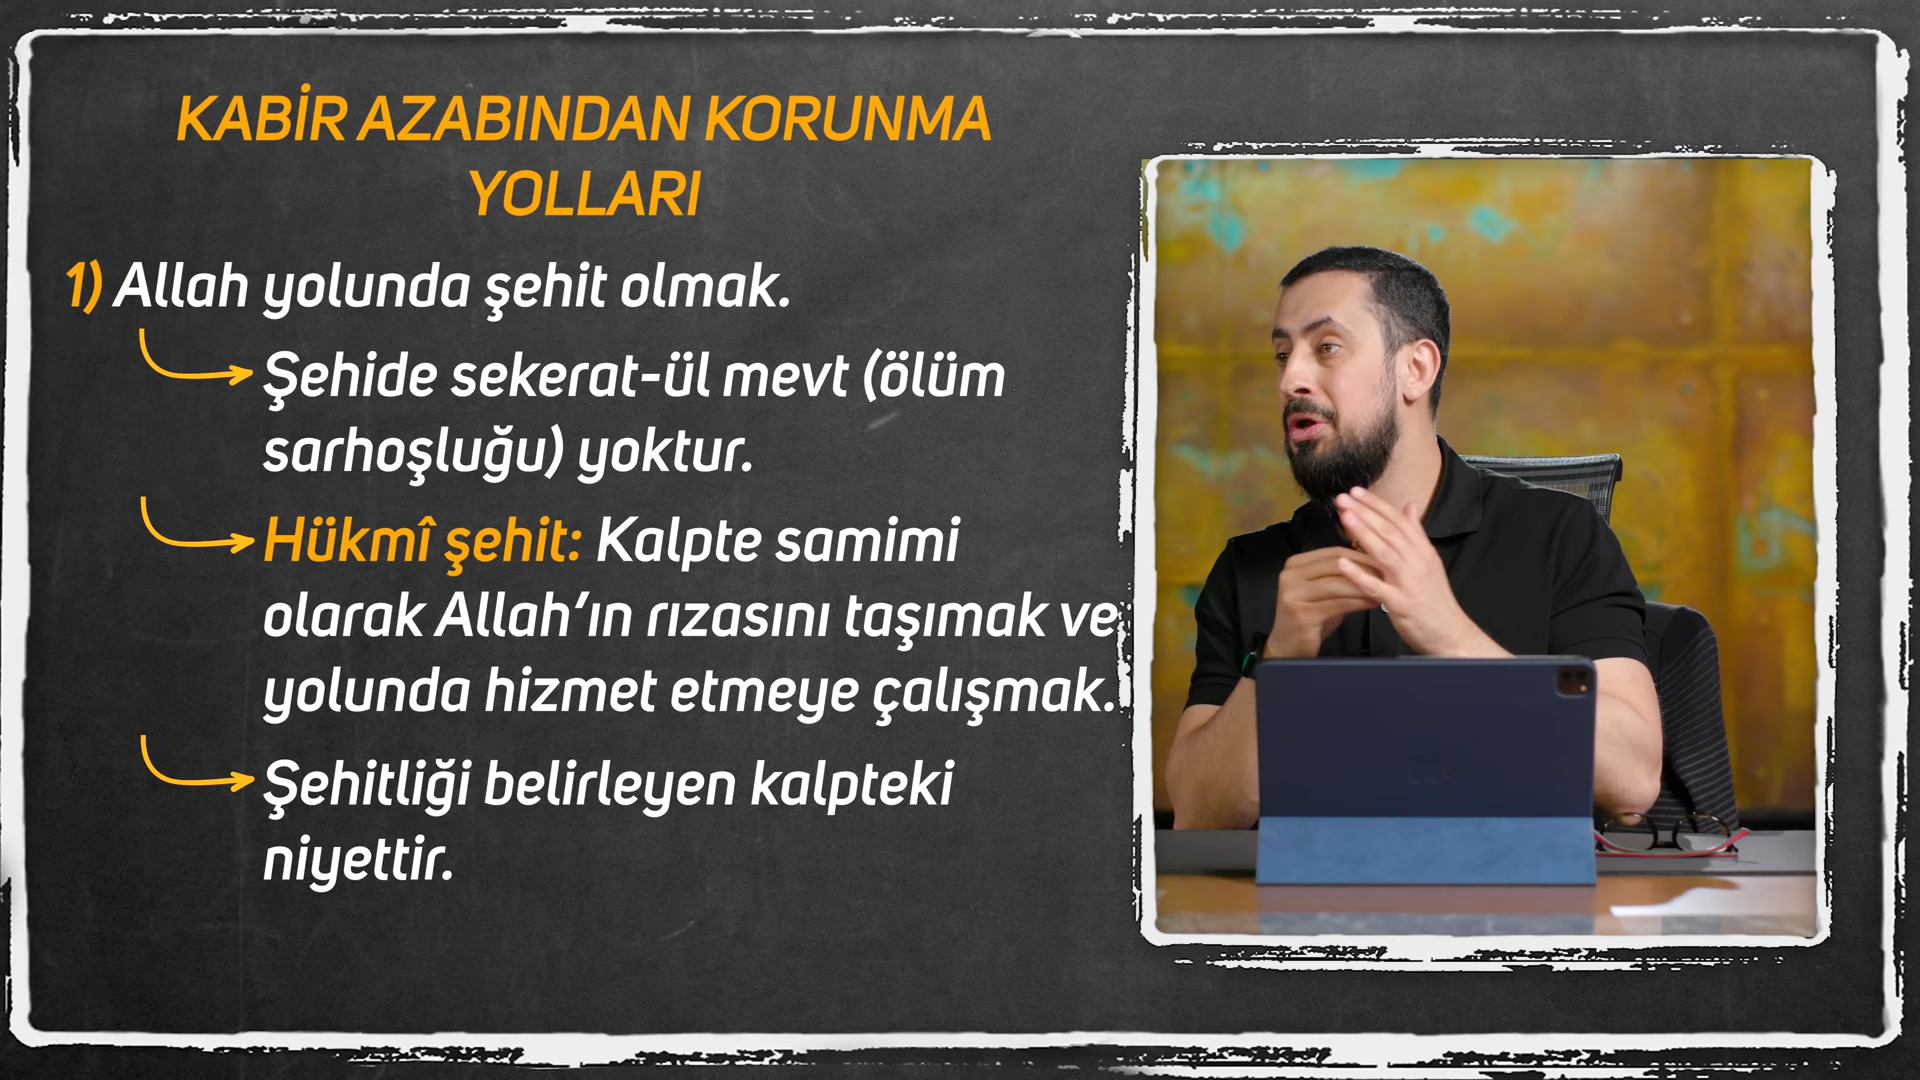 KABİR AZABINDAN KORUNMA
YOLLARI
1) Allah yolunda şehit olmak.
Şehide sekerat-ül mevt (ölüm
sarhoşluğu) yoktur.
Hükmî şehit: Kalpte samimi
olarak Allah’ın rızasını taşımak ve
yolunda hizmet etmeye çalışmak.
Şehitliği belirleyen kalpteki
niyettir.